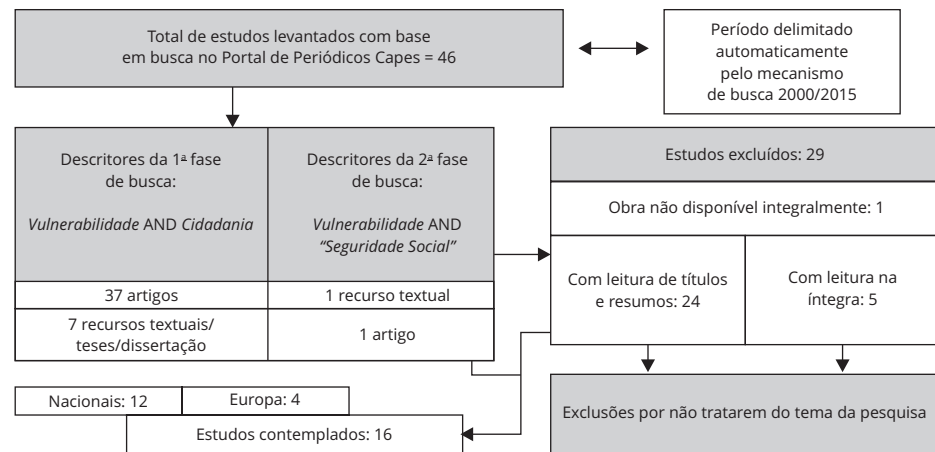 Total de estudos levantados com base
em busca no Portal de Periódicos Capes = 46
Período delimitado
automaticamente
pelo mecanismo
de busca 2000/2015
Descritores da 1ª fase
de busca:
Vulnerabilidade AND Cidadania
Descritores da 2ª fase
de busca:
Vulnerabilidade AND
“Seguridade Social”
37 artigos
1 recurso textual
7 recursos textuais/
teses/dissertação
1 artigo
Estudos excluídos: 29
Obra não disponível integralmente: 1
Com leitura de títulos
e resumos: 24
Com leitura na
íntegra: 5
Exclusões por não tratarem do tema da pesquisa
Nacionais: 12
Europa: 4
Estudos contemplados: 16